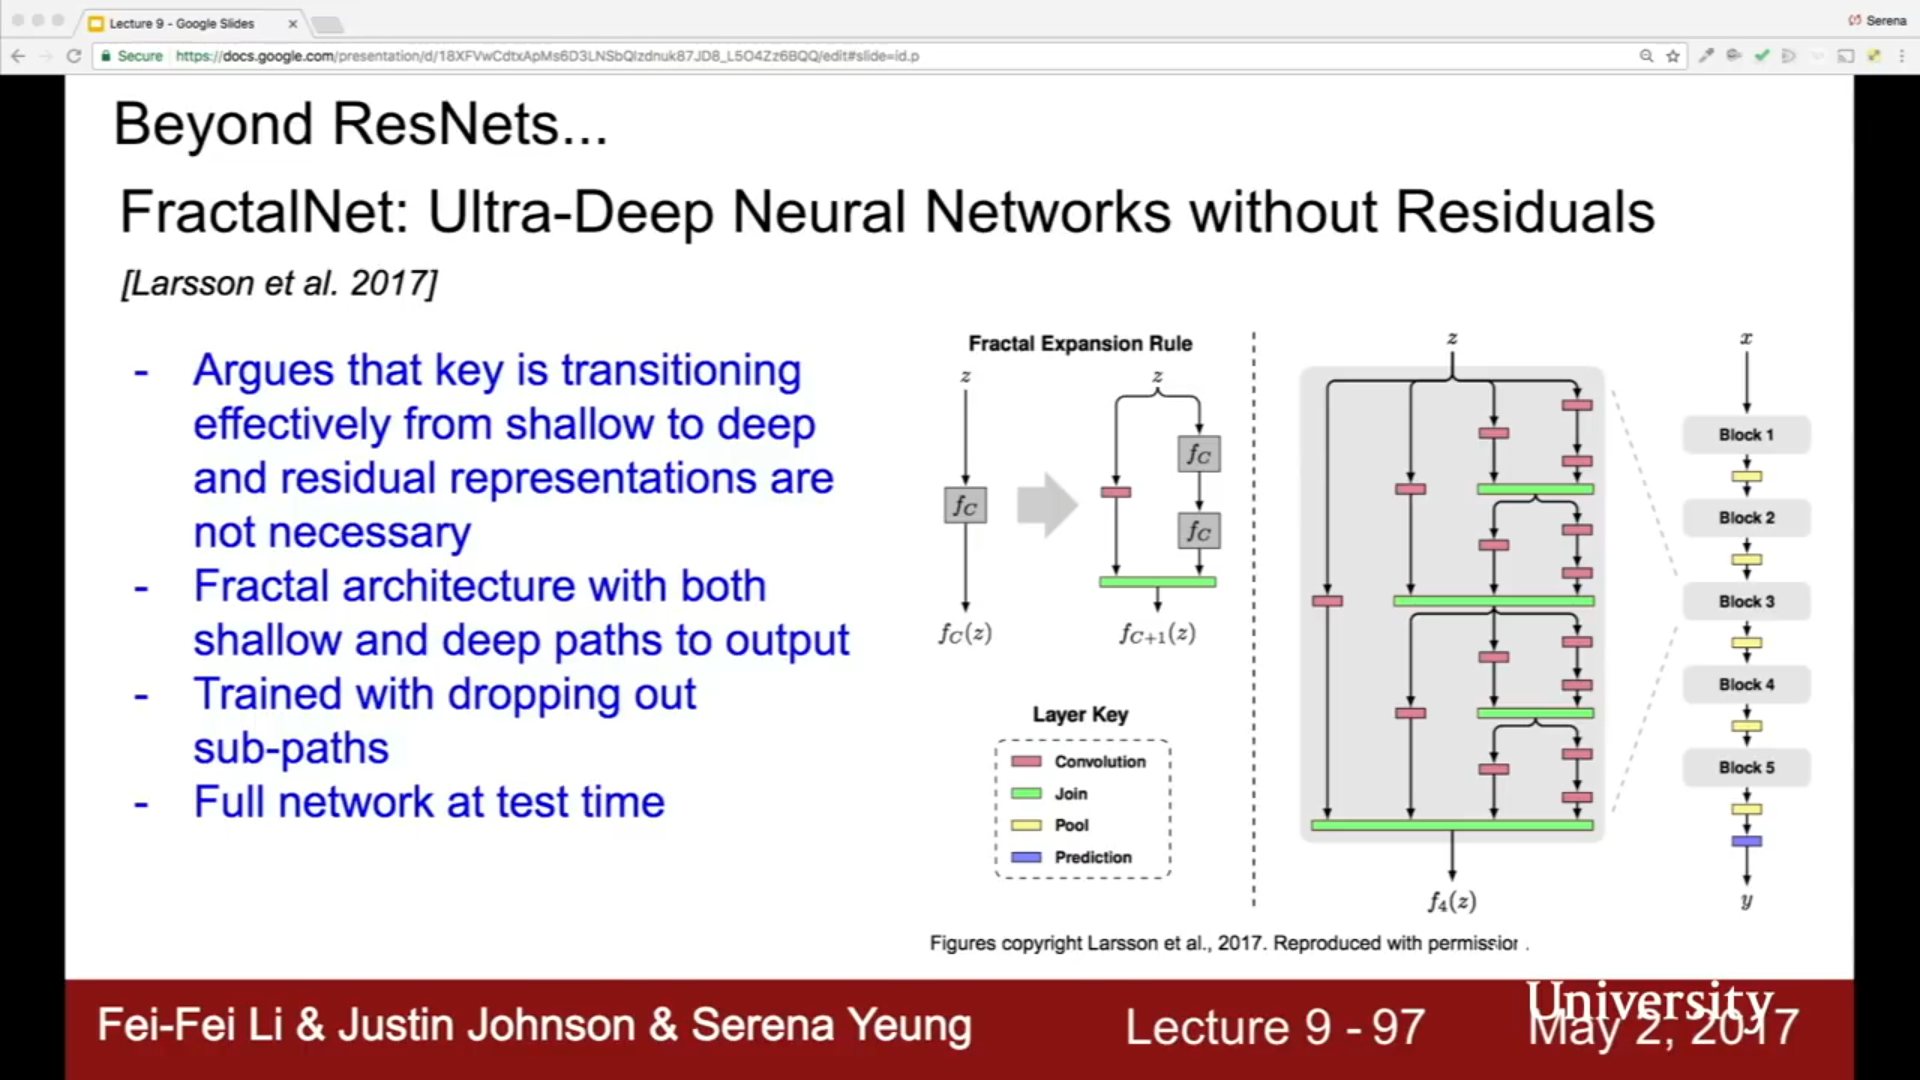 Lecture 9 - Google Slides
Serena
Secure https://docs.google.com/presentation/d/18XFVwCdtxApMs6D3LNSbQIzdnuk87JD8_L5O4Zz6BQQ/edit#slide=id.p
Beyond ResNets...
FractalNet: Ultra-Deep Neural Networks without Residuals
[Larsson et al. 2017]
- Argues that key is transitioning
effectively from shallow to deep
and residual representations are
not necessary
- Fractal architecture with both
shallow and deep paths to output
- Trained with dropping out
sub-paths
- Full network at test time
Fractal Expansion Rule
z
z
f_C
f_C
f_C
f_C(z)
f_{C+1}(z)
Layer Key
Convolution
Join
Pool
Prediction
z
f_4(z)
x
Block 1
Block 2
Block 3
Block 4
Block 5
y
Figures copyright Larsson et al., 2017. Reproduced with permission.
Fei-Fei Li & Justin Johnson & Serena Yeung
Lecture 9 - 97
University
May 2, 2017